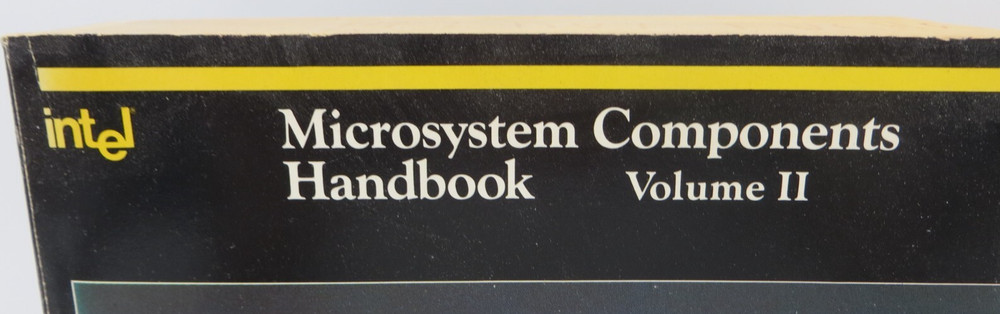 intel
Microsystem Components
Handbook Volume II